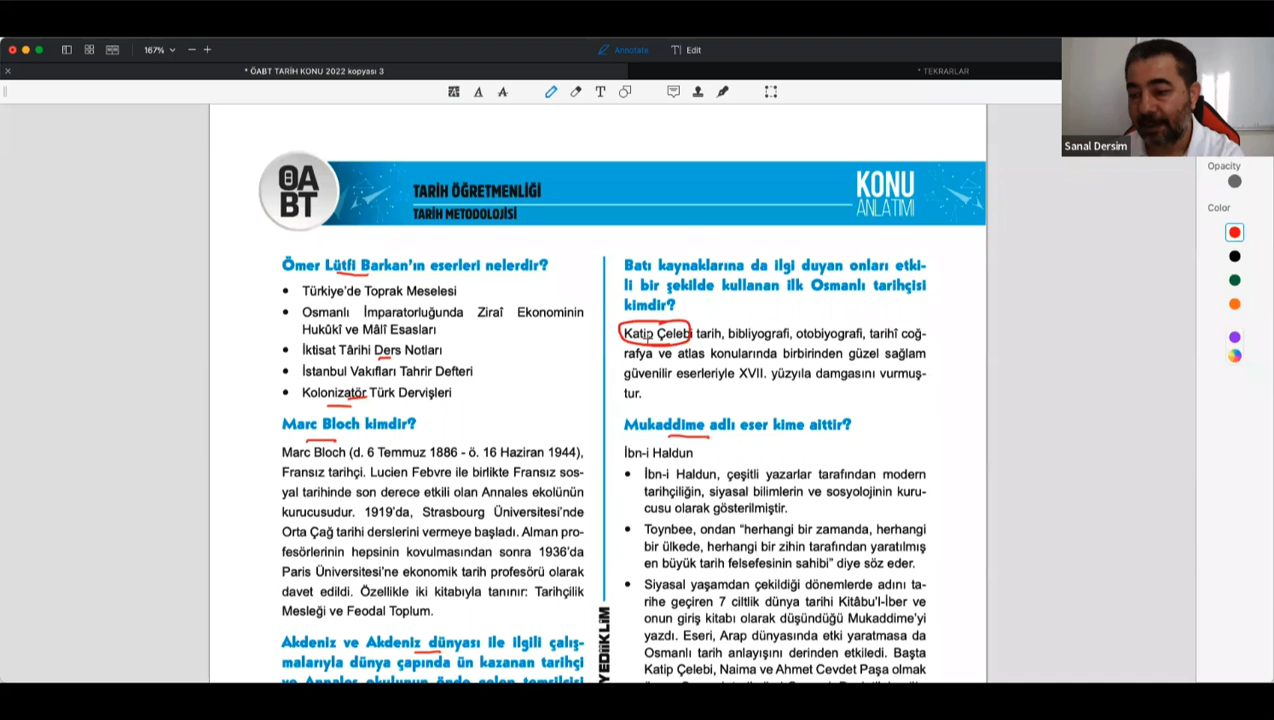 167%
Annotate
Edit
* ÖABT TARİH KONU 2022 kopyası 3
* TEKRARLAR
Sanal Dersim
Opacity
Color
ÖA
BT
TARİH ÖĞRETMENLİĞİ
TARİH METODOLOJİSİ
KONU
ANLATIMI
Ömer Lütfi Barkan’ın eserleri nelerdir?
• Türkiye’de Toprak Meselesi
• Osmanlı İmparatorluğunda Ziraî Ekonominin
Hukûkî ve Mâlî Esasları
• İktisat Târihi Ders Notları
• İstanbul Vakıfları Tahrir Defteri
• Kolonizatör Türk Dervişleri
Marc Bloch kimdir?
Marc Bloch (d. 6 Temmuz 1886 - ö. 16 Haziran 1944),
Fransız tarihçi. Lucien Febvre ile birlikte Fransız sos-
yal tarihinde son derece etkili olan Annales ekolünün
kurucusudur. 1919’da, Strasbourg Üniversitesi’nde
Orta Çağ tarihi derslerini vermeye başladı. Alman pro-
fesörlerinin hepsinin kovulmasından sonra 1936’da
Paris Üniversitesi’ne ekonomik tarih profesörü olarak
davet edildi. Özellikle iki kitabıyla tanınır: Tarihçilik
Mesleği ve Feodal Toplum.
Akdeniz ve Akdeniz dünyası ile ilgili çalış-
malarıyla dünya çapında ün kazanan tarihçi
ve Annales okulunun önde gelen temsilcisi
YEDİİKLİM
Batı kaynaklarına da ilgi duyan onları etki-
li bir şekilde kullanan ilk Osmanlı tarihçisi
kimdir?
Katip Çelebi tarih, bibliyografi, otobiyografi, tarihî coğ-
rafya ve atlas konularında birbirinden güzel sağlam
güvenilir eserleriyle XVII. yüzyıla damgasını vurmuş-
tur.
Mukaddime adlı eser kime aittir?
İbn-i Haldun
• İbn-i Haldun, çeşitli yazarlar tarafından modern
tarihçiliğin, siyasal bilimlerin ve sosyolojinin kuru-
cusu olarak gösterilmiştir.
• Toynbee, ondan “herhangi bir zamanda, herhangi
bir ülkede, herhangi bir zihin tarafından yaratılmış
en büyük tarih felsefesinin sahibi” diye söz eder.
• Siyasal yaşamdan çekildiği dönemlerde adını ta-
rihe geçiren 7 ciltlik dünya tarihi Kitâbu’l-İber ve
onun giriş kitabı olarak düşündüğü Mukaddime’yi
yazdı. Eseri, Arap dünyasında etki yaratmasa da
Osmanlı tarih anlayışını derinden etkiledi. Başta
Katip Çelebi, Naima ve Ahmet Cevdet Paşa olmak